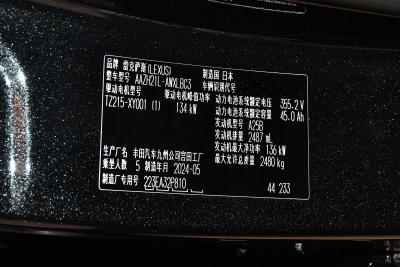 品牌 雷克萨斯(LEXUS) 制造国 日本
整车型号 AAZH21L-AWXLBC3 车辆识别代号
驱动电机型号 驱动电机峰值功率 动力电池系统额定电压 355.2 V
TZ215-XY001 (1) 134 kW 动力电池系统额定容量 45.0 Ah
发动机型号 A25B
发动机排量 2487 mL
发动机最大净功率 136 kW
最大允许总质量 2480 kg
生产厂名 丰田汽车九州公司宫田工厂
乘坐人数 5 制造年月 2024-05
制造厂专用号 223EA32P810 44 233